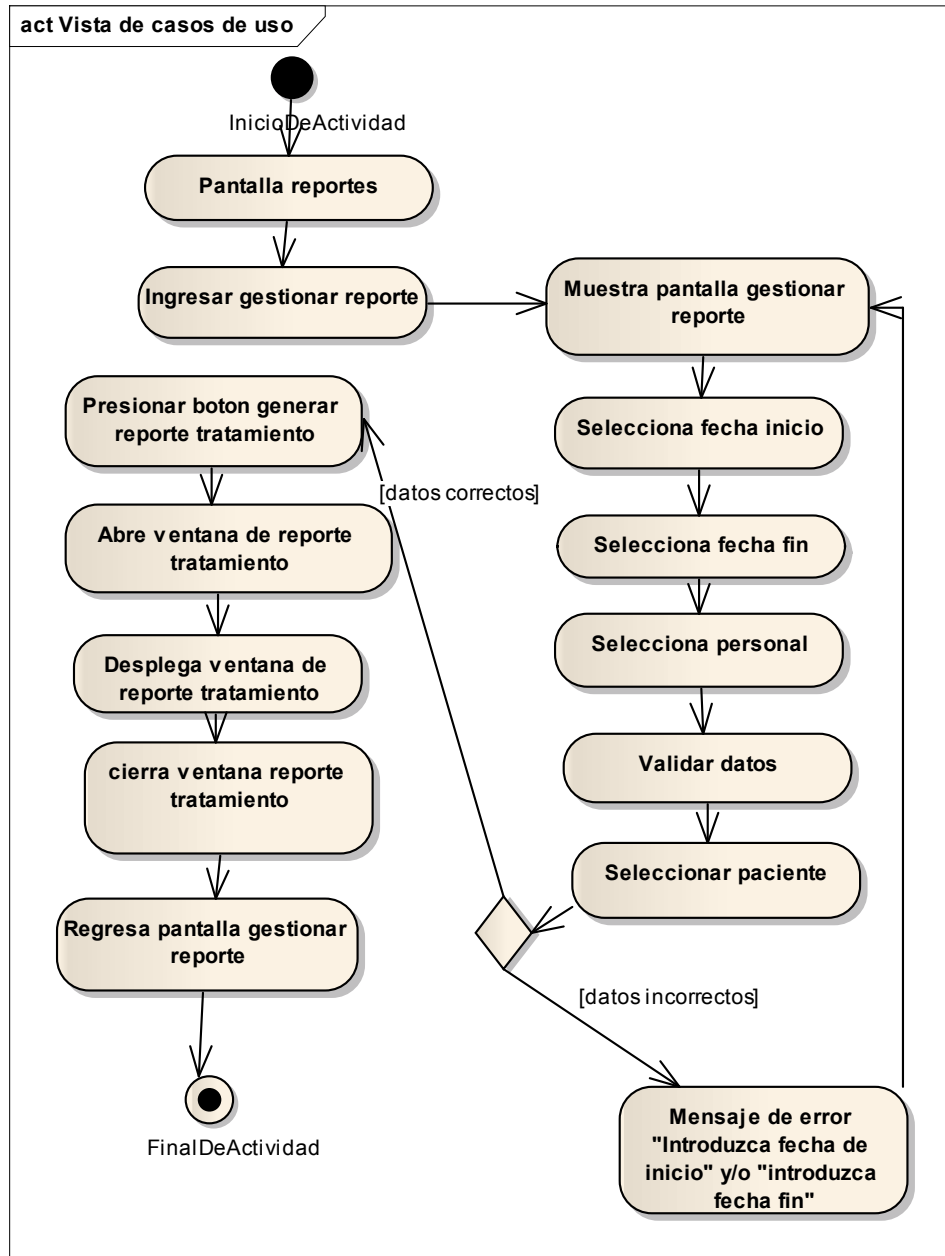 act Vista de casos de uso
InicioDeActividad
Pantalla reportes
Ingresar gestionar reporte
Muestra pantalla gestionar
reporte
Selecciona fecha inicio
Selecciona fecha fin
Selecciona personal
Validar datos
Seleccionar paciente
[datos correctos]
Presionar boton generar
reporte tratamiento
Abre ventana de reporte
tratamiento
Desplega ventana de
reporte tratamiento
cierra ventana reporte
tratamiento
Regresa pantalla gestionar
reporte
FinalDeActividad
[datos incorrectos]
Mensaje de error
"Introduzca fecha de
inicio" y/o "introduzca
fecha fin"